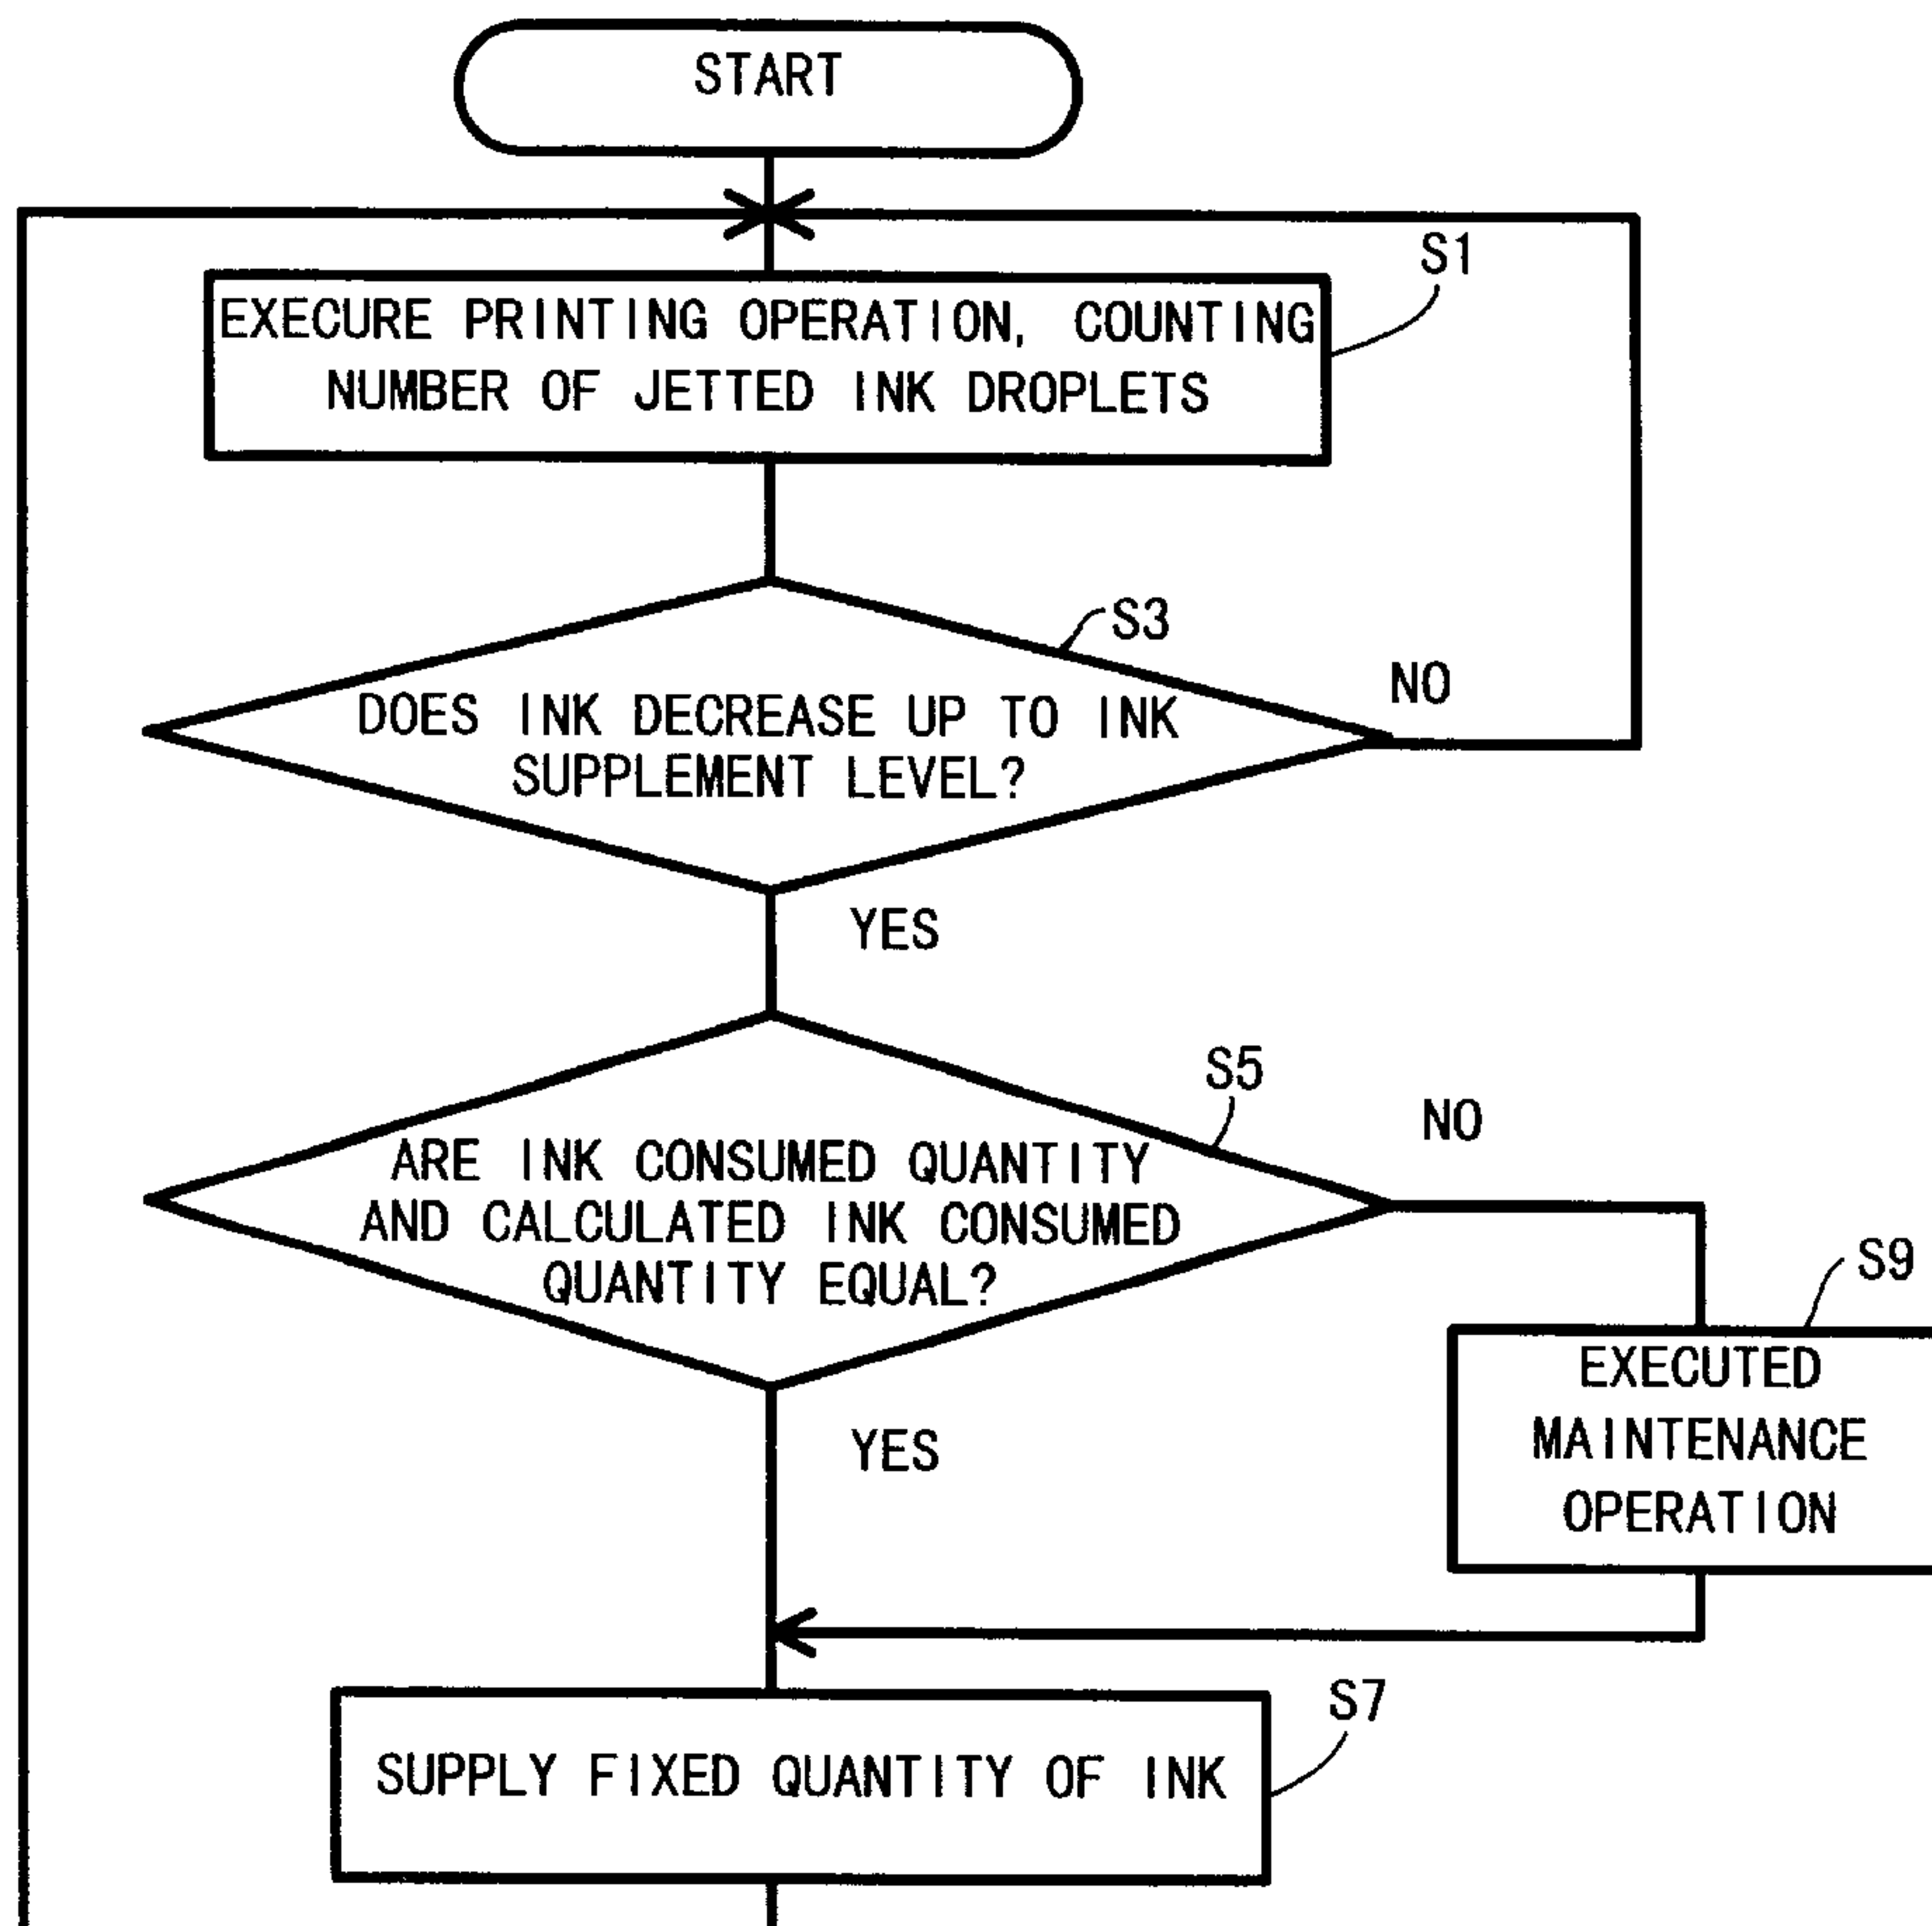 START
S1
EXECURE PRINTING OPERATION, COUNTING
NUMBER OF JETTED INK DROPLETS
S3
NO
DOES INK DECREASE UP TO INK
SUPPLEMENT LEVEL?
YES
S5
NO
ARE INK CONSUMED QUANTITY
AND CALCULATED INK CONSUMED
QUANTITY EQUAL?
S9
EXECUTED
MAINTENANCE
OPERATION
YES
S7
SUPPLY FIXED QUANTITY OF INK